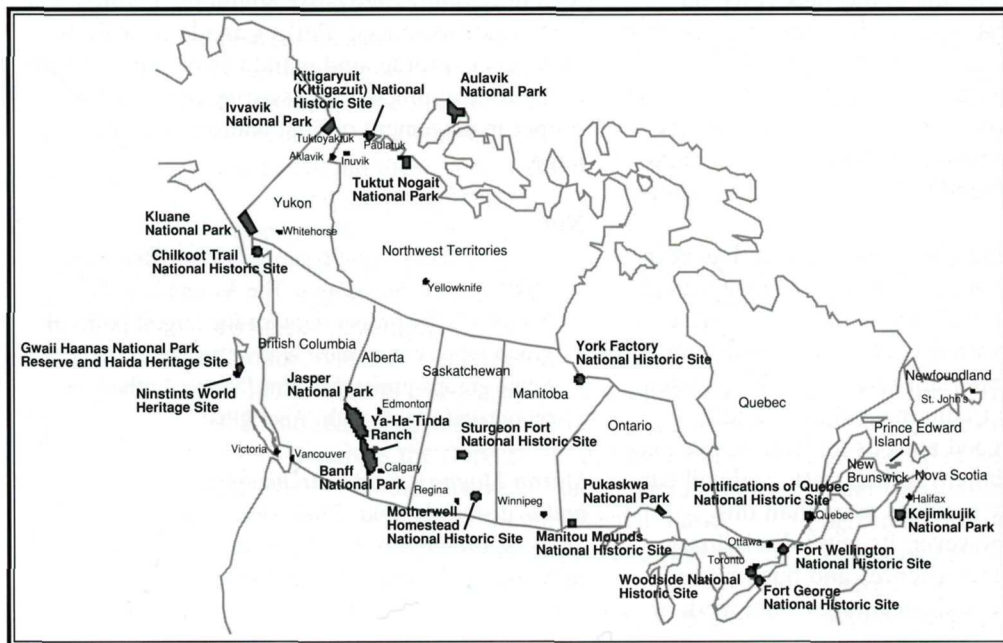 Kitigaryuit
(Kittigazuit) National
Historic Site
Aulavik
National Park
Ivvavik
National Park
Tuktoyaktuk
Paulatuk
Aklavik
Inuvik
Tuktut Nogait
National Park
Yukon
Kluane
National Park
Whitehorse
Chilkoot Trail
National Historic Site
Northwest Territories
Yellowknife
British Columbia
Alberta
Saskatchewan
Manitoba
Ontario
Quebec
Gwaii Haanas National Park
Reserve and Haida Heritage Site
Ninstints World
Heritage Site
Jasper
National Park
Edmonton
Ya-Ha-Tinda
Ranch
York Factory
National Historic Site
Newfoundland
St. John's
Prince Edward
Island
Sturgeon Fort
National Historic Site
Victoria
Vancouver
Banff
National Park
Calgary
New
Brunswick
Nova Scotia
Halifax
Regina
Winnipeg
Motherwell
Homestead
National Historic Site
Pukaskwa
National Park
Fortifications of Quebec
National Historic Site
Quebec
Kejimkujik
National Park
Manitou Mounds
National Historic Site
Ottawa
Toronto
Fort Wellington
National Historic Site
Woodside National
Historic Site
Fort George
National Historic Site